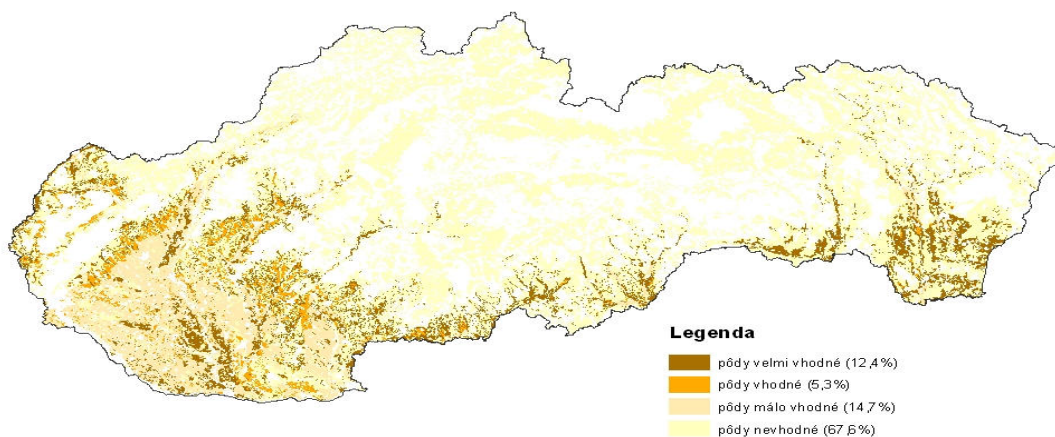 Legenda
pôdy velmi vhodné (12,4%)
pôdy vhodné (5,3%)
pôdy málo vhodné (14,7%)
pôdy nevhodné (67,6%)